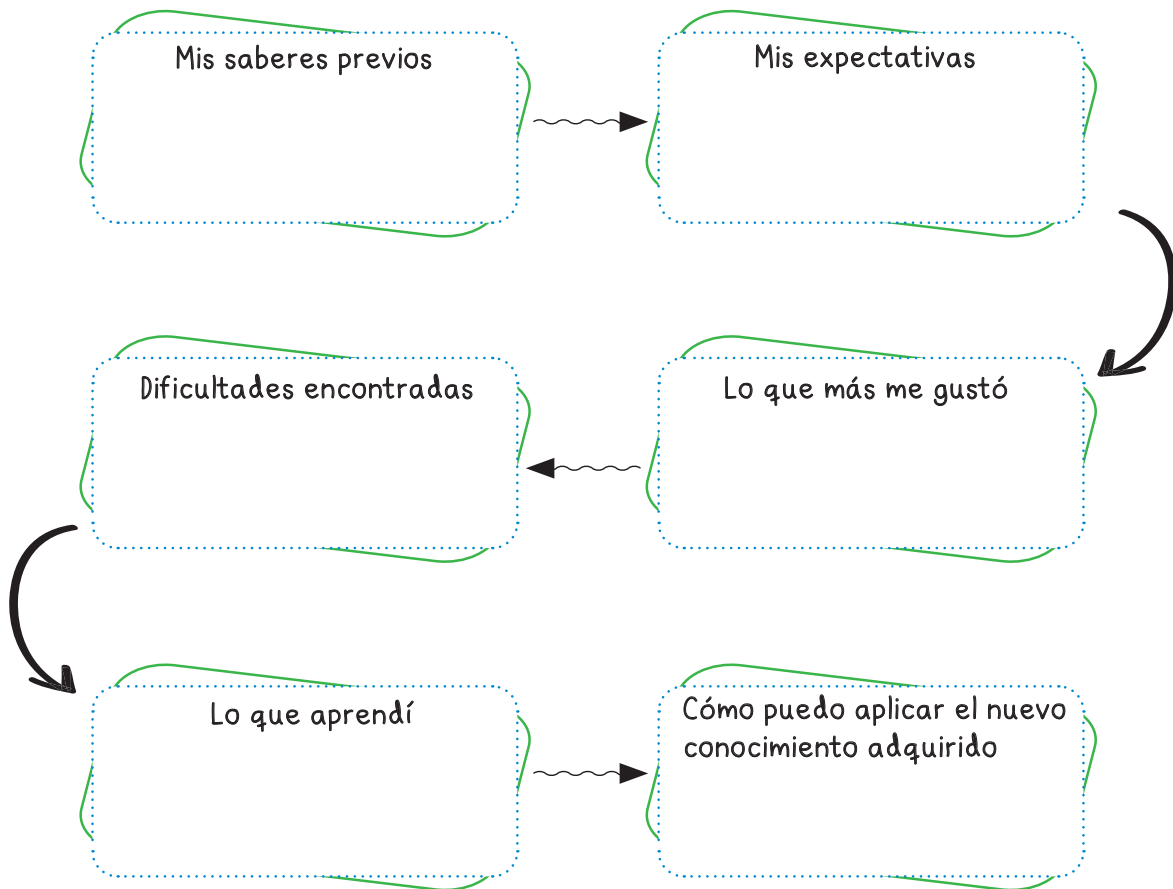 Mis saberes previos
Mis expectativas
Lo que más me gustó
Dificultades encontradas
Lo que aprendí
Cómo puedo aplicar el nuevo
conocimiento adquirido